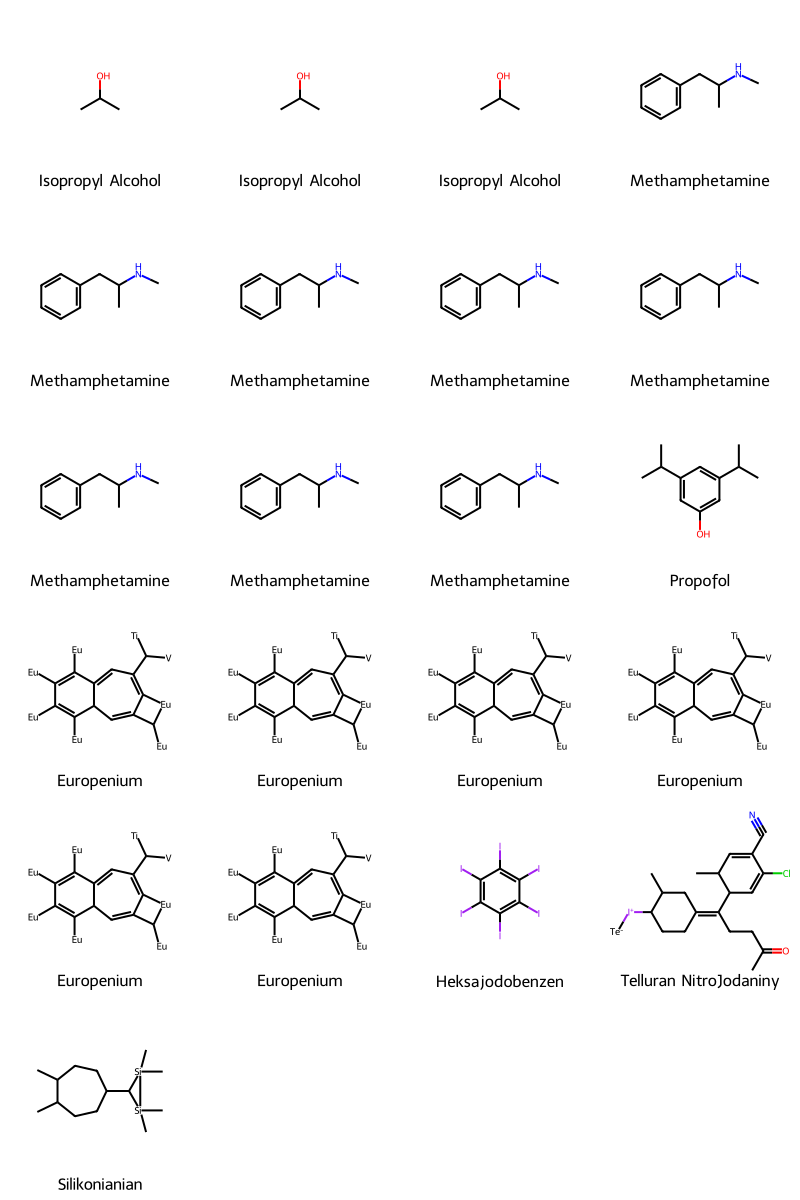 OH OH OH H
N
Isopropyl Alcohol Isopropyl Alcohol Isopropyl Alcohol Methamphetamine
H H H H
N N N N
Methamphetamine Methamphetamine Methamphetamine Methamphetamine
H H H
N N N
OH
Methamphetamine Methamphetamine Methamphetamine Propofol
Ti Ti Ti Ti
Eu V Eu V Eu V Eu V
Eu Eu Eu Eu
Eu Eu Eu Eu
Eu Eu Eu Eu
Eu Eu Eu Eu
Eu Eu Eu Eu
Europenium Europenium Europenium Europenium
N
Ti Ti
Eu V Eu V I
Eu Eu I I Cl
Eu Eu
Eu Eu I I I+
Te-
Eu Eu I
Eu Eu O
Europenium Europenium Heksajodobenzen Telluran NitroJodaniny
Si
Si
Silikonianian